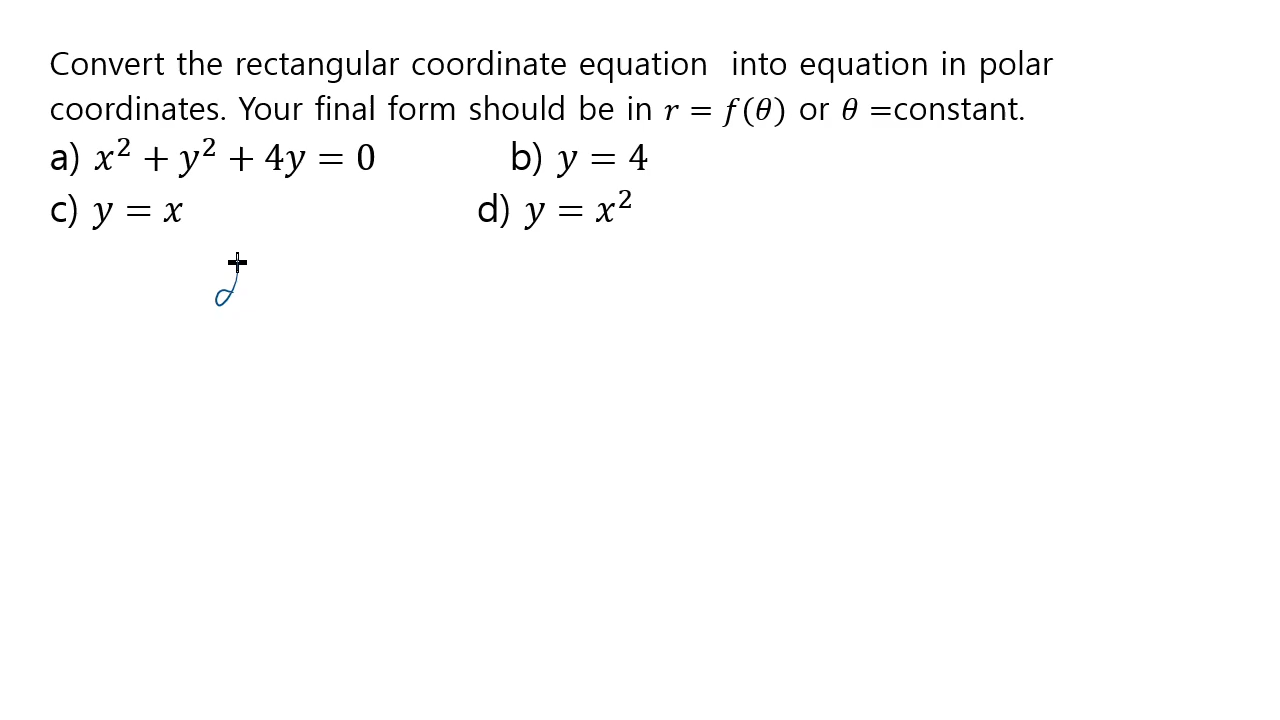 Convert the rectangular coordinate equation into equation in polar
coordinates. Your final form should be in r = f(θ) or θ =constant.
a) x² + y² + 4y = 0 b) y = 4
c) y = x d) y = x²